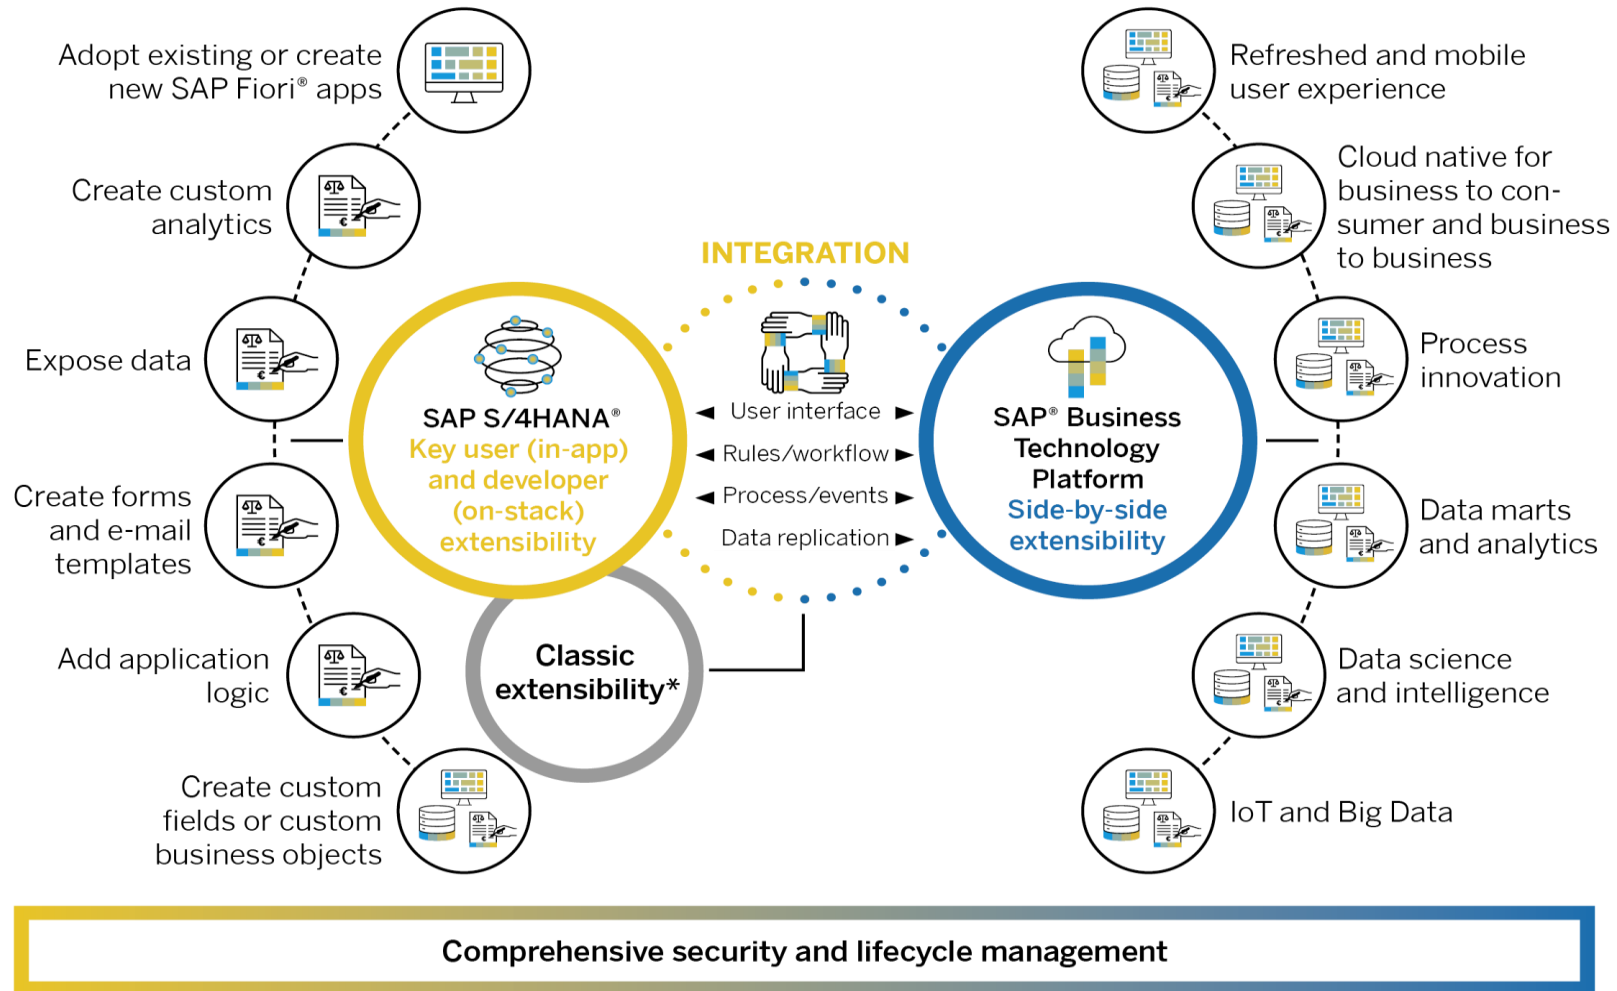 Adopt existing or create
new SAP Fiori® apps
Create custom
analytics
Expose data
Create forms
and e-mail
templates
Add application
logic
Create custom
fields or custom
business objects
SAP S/4HANA®
Key user (in-app)
and developer
(on-stack)
extensibility
Classic
extensibility*
INTEGRATION
User interface
Rules/workflow
Process/events
Data replication
SAP® Business
Technology
Platform
Side-by-side
extensibility
Refreshed and mobile
user experience
Cloud native for
business to con-
sumer and business
to business
Process
innovation
Data marts
and analytics
Data science
and intelligence
IoT and Big Data
Comprehensive security and lifecycle management